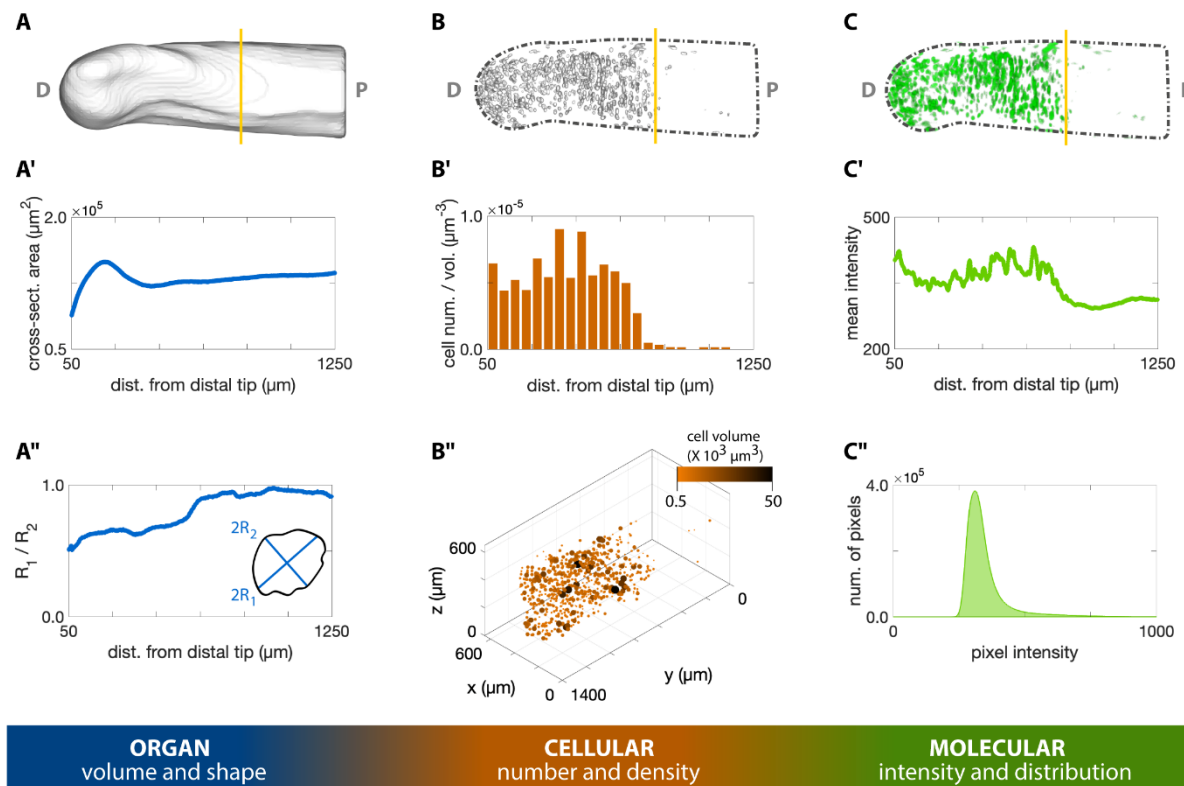 A
D
P
B
D
P
C
D
A'
×10⁵
2.0
0.5
cross-sect. area (µm²)
50
1250
dist. from distal tip (µm)
B'
×10⁻⁵
1.0
0.0
cell num. / vol. (µm⁻³)
50
1250
dist. from distal tip (µm)
C'
500
200
mean intensity
50
1250
dist. from distal tip (µm)
A"
1.0
0.0
R₁ / R₂
2R₂
2R₁
50
1250
dist. from distal tip (µm)
B"
cell volume
(X 10³ µm³)
0.5
50
600
0
z (µm)
600
0
x (µm)
1400
0
y (µm)
C"
×10⁵
4.0
0.0
num. of pixels
0
1000
pixel intensity
ORGAN
volume and shape
CELLULAR
number and density
MOLECULAR
intensity and distribution